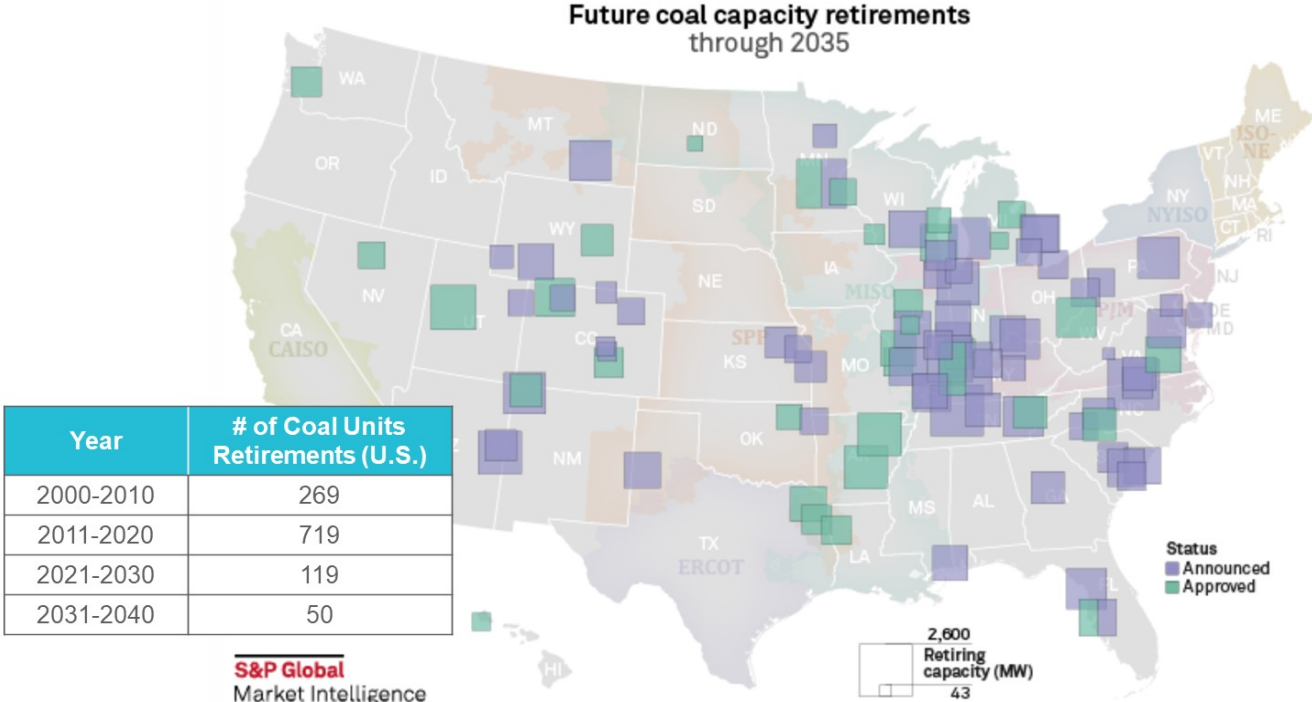 Future coal capacity retirements
through 2035
WA
MT
ND
ME
OR
ID
MN
ISO-
NE
VT
NH
MA
CT
RI
SD
WI
NY
NYISO
WY
IA
PA
NJ
NE
NV
UT
MISO
OH
PJM
DE
MD
CA
CAISO
CO
SPP
KS
MO
WV
VA
OK
NC
NM
MS
AL
GA
TX
ERCOT
LA
FL
HI
Year
# of Coal Units
Retirements (U.S.)
2000-2010
269
2011-2020
719
2021-2030
119
2031-2040
50
Status
Announced
Approved
2,600
Retiring
capacity (MW)
43
S&P Global
Market Intelligence